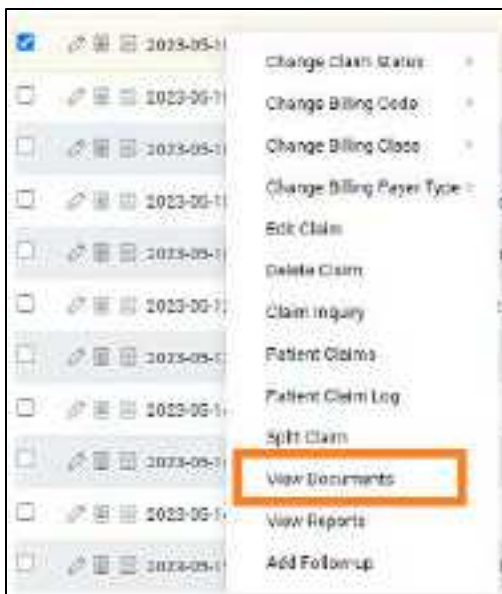 2023-05-1
Change Claim Status
2023-05-1
Change Billing Code
2023-05-1
Change Billing Class
2023-05-1
Change Billing Payer Type
Edit Claim
2023-05-1
Delete Claim
2023-05-1
Claim Inquiry
2023-05-1
Patient Claims
2023-05-1
Patient Claim Log
Split Claim
2023-05-1
View Documents
2023-05-1
View Reports
2023-05-1
Add Follow-up